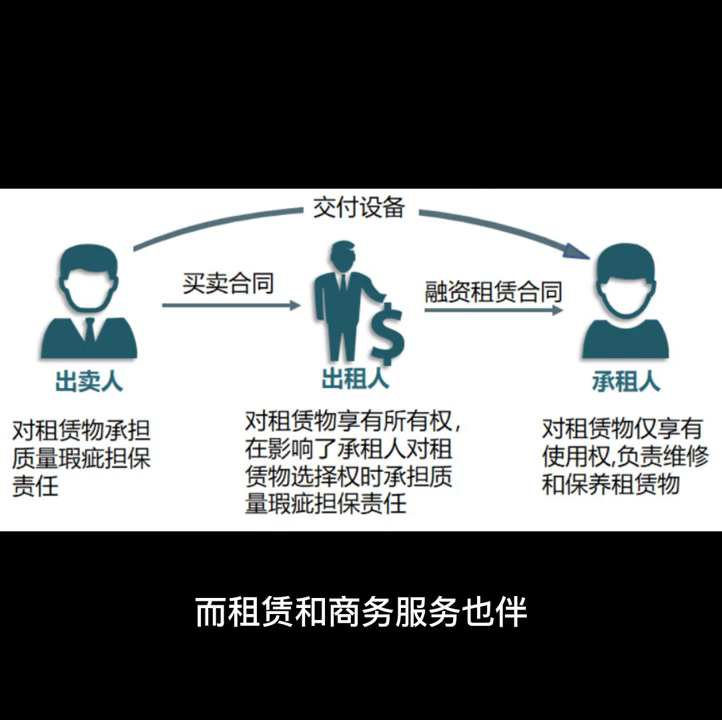 交付设备
买卖合同
融资租赁合同
出卖人
出租人
承租人
对租赁物承担
质量瑕疵担保
责任
对租赁物享有所有权，
在影响了承租人对租
赁物选择权时承担质
量瑕疵担保责任
对租赁物仅享有
使用权,负责维修
和保养租赁物
而租赁和商务服务也伴